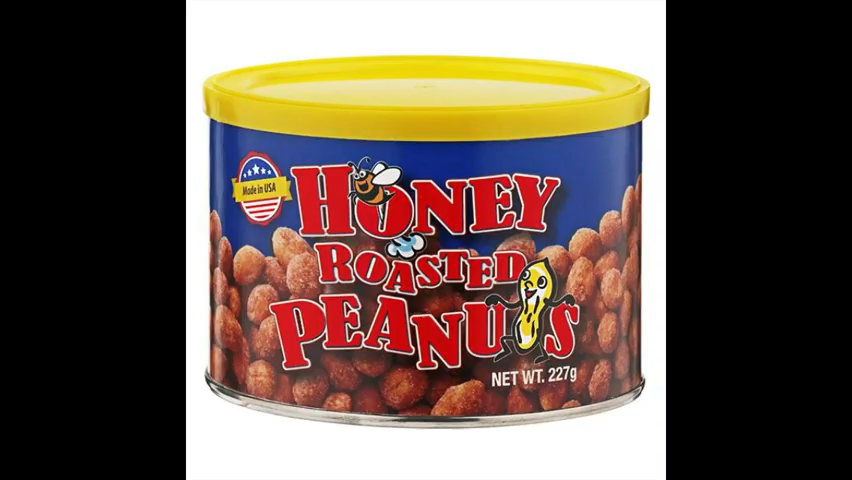 Made in USA
HONEY
ROASTED
PEANUTS
NET WT. 227g